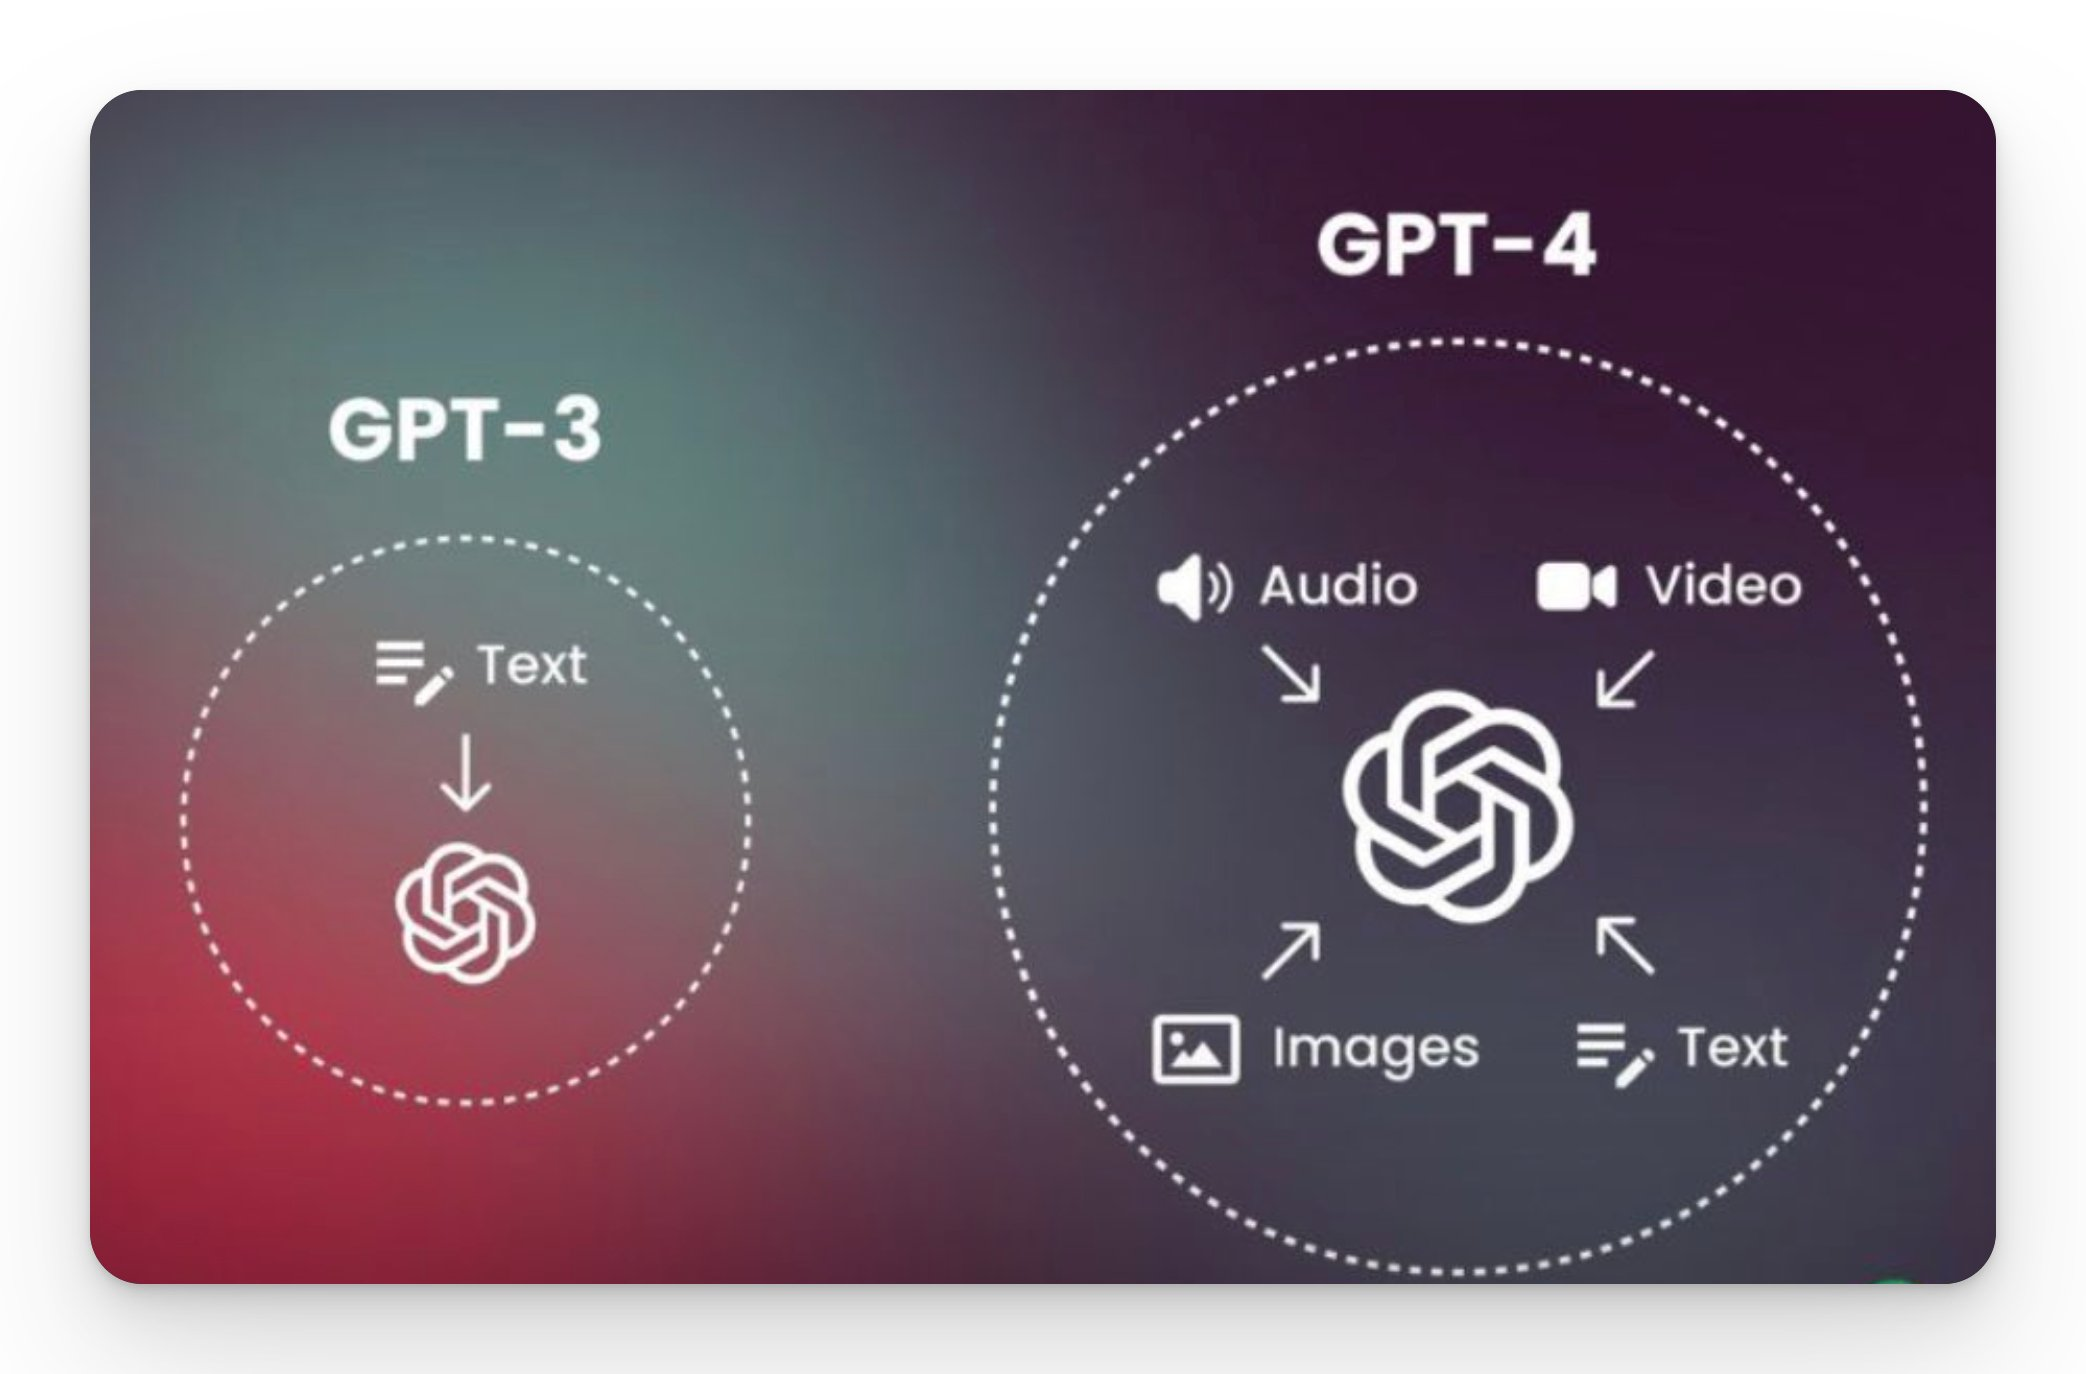 GPT-3
Text
GPT-4
Audio
Video
Images
Text